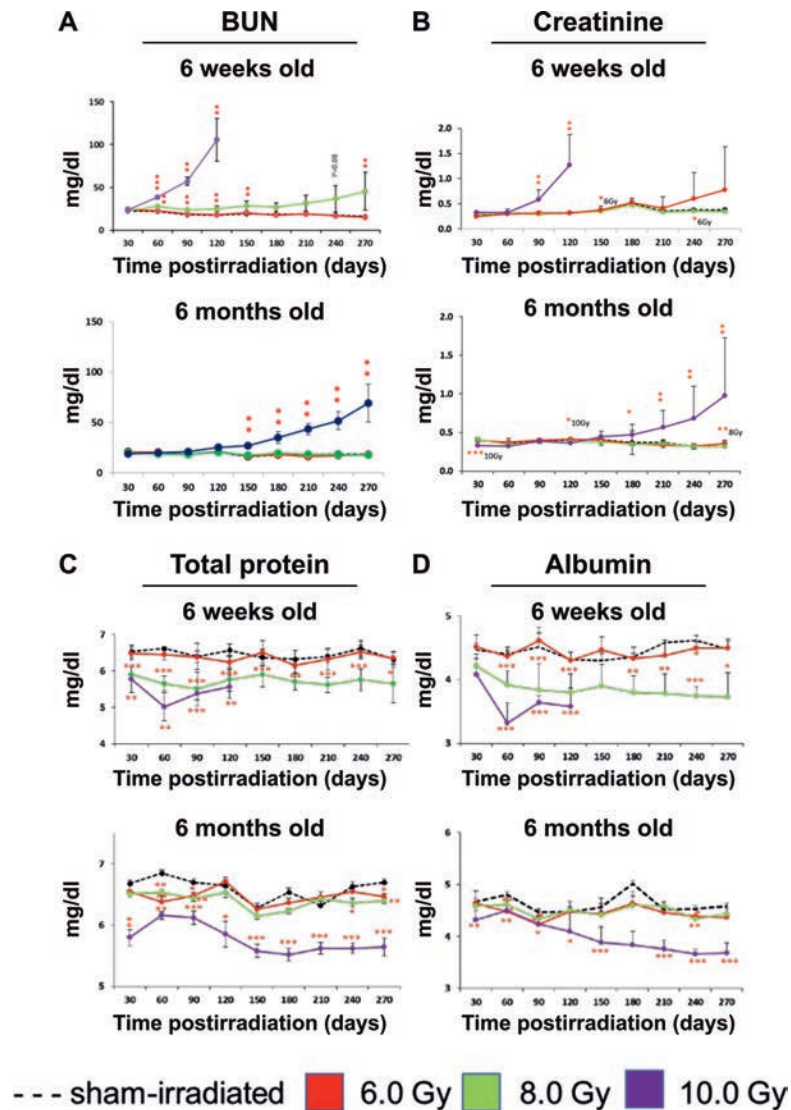 A BUN
B Creatinine
6 weeks old
6 weeks old
mg/dl
150
100
50
0
30 60 90 120 150 180 210 240 270
** *** *** ** *** ***
P=0.08
**
Time postirradiation (days)
mg/dl
2.0
1.5
1.0
0.5
0.0
30 60 90 120 150 180 210 240 270
*** **
*6Gy
*6Gy
Time postirradiation (days)
6 months old
6 months old
mg/dl
150
100
50
0
30 60 90 120 150 180 210 240 270
** ** ** ** **
Time postirradiation (days)
mg/dl
2.0
1.5
1.0
0.5
0.0
30 60 90 120 150 180 210 240 270
***10Gy
*10Gy
* ** ** **
**8Gy
Time postirradiation (days)
C Total protein
D Albumin
6 weeks old
6 weeks old
mg/dl
7
6
5
4
30 60 90 120 150 180 210 240 270
Time postirradiation (days)
mg/dl
5
4
3
30 60 90 120 150 180 210 240 270
Time postirradiation (days)
6 months old
6 months old
mg/dl
7
6
5
30 60 90 120 150 180 210 240 270
Time postirradiation (days)
mg/dl
6
5
4
3
30 60 90 120 150 180 210 240 270
Time postirradiation (days)
--- sham-irradiated 6.0 Gy 8.0 Gy 10.0 Gy